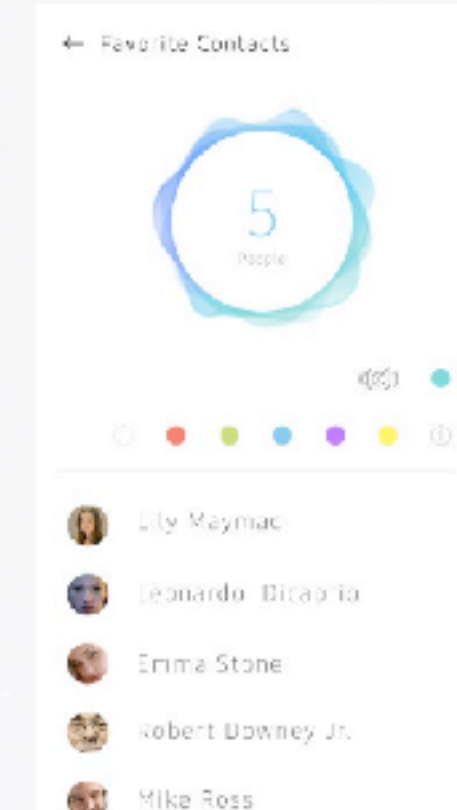 ← Favorite Contacts
5
People
Lily Maymac
Leonardo Dicaprio
Emma Stone
Robert Downey Jr.
Mike Ross